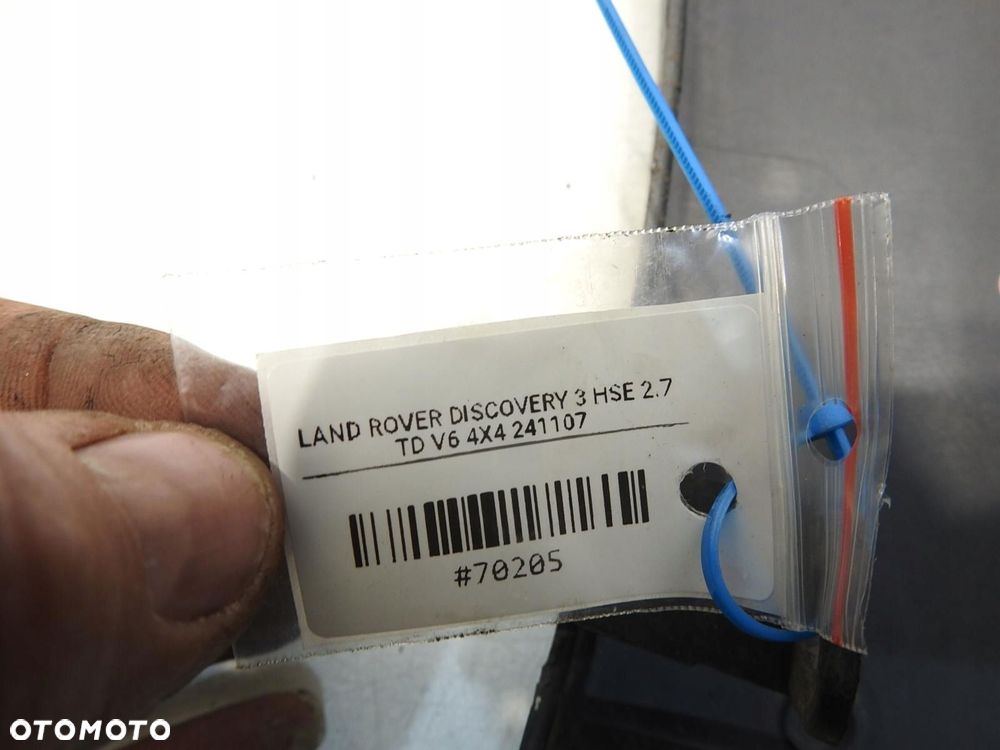 LAND ROVER DISCOVERY 3 HSE 2.7
TD V6 4X4 241107
#70205
OTOMOTO